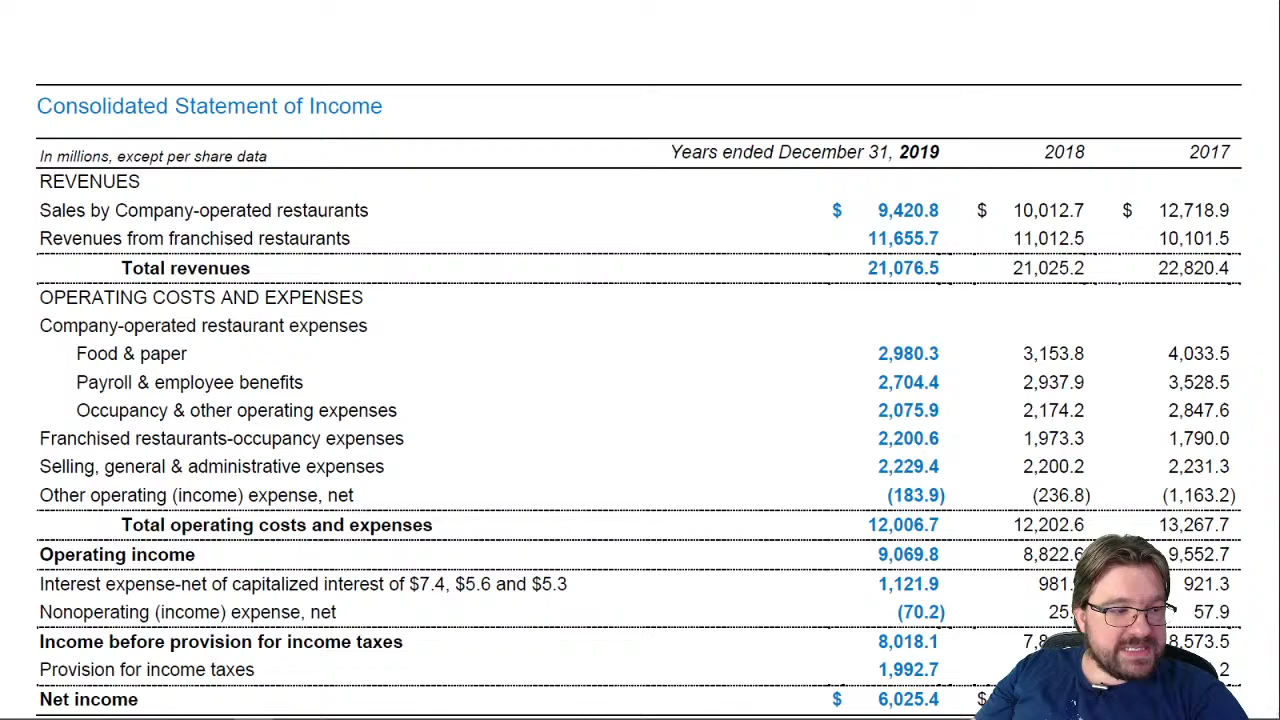 Consolidated Statement of Income
In millions, except per share data Years ended December 31, 2019 2018 2017
REVENUES
Sales by Company-operated restaurants $ 9,420.8 $ 10,012.7 $ 12,718.9
Revenues from franchised restaurants 11,655.7 11,012.5 10,101.5
Total revenues 21,076.5 21,025.2 22,820.4
OPERATING COSTS AND EXPENSES
Company-operated restaurant expenses
Food & paper 2,980.3 3,153.8 4,033.5
Payroll & employee benefits 2,704.4 2,937.9 3,528.5
Occupancy & other operating expenses 2,075.9 2,174.2 2,847.6
Franchised restaurants-occupancy expenses 2,200.6 1,973.3 1,790.0
Selling, general & administrative expenses 2,229.4 2,200.2 2,231.3
Other operating (income) expense, net (183.9) (236.8) (1,163.2)
Total operating costs and expenses 12,006.7 12,202.6 13,267.7
Operating income 9,069.8 8,822.6 9,552.7
Interest expense-net of capitalized interest of $7.4, $5.6 and $5.3 1,121.9 921.3
Nonoperating (income) expense, net (70.2) 57.9
Income before provision for income taxes 8,018.1 8,573.5
Provision for income taxes 1,992.7
Net income $ 6,025.4 $